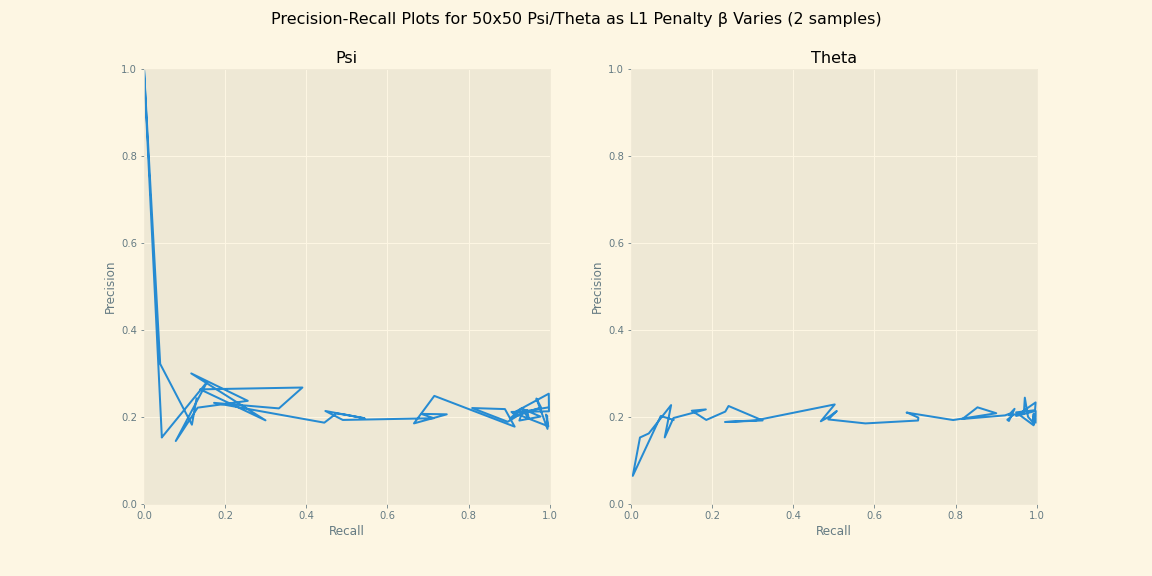 Precision-Recall Plots for 50x50 Psi/Theta as L1 Penalty β Varies (2 samples)
Psi
1.0
0.8
0.6
0.4
0.2
0.0
Precision
0.0 0.2 0.4 0.6 0.8 1.0
Recall
Theta
1.0
0.8
0.6
0.4
0.2
0.0
Precision
0.0 0.2 0.4 0.6 0.8 1.0
Recall